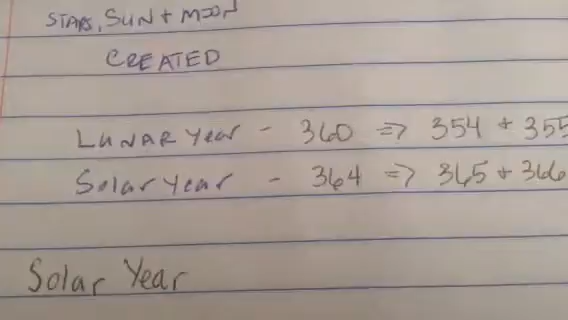 STARS, SUN + MOON
CREATED
LUNAR Year - 360 => 354 + 355
Solar year - 364 => 365 + 366
Solar Year